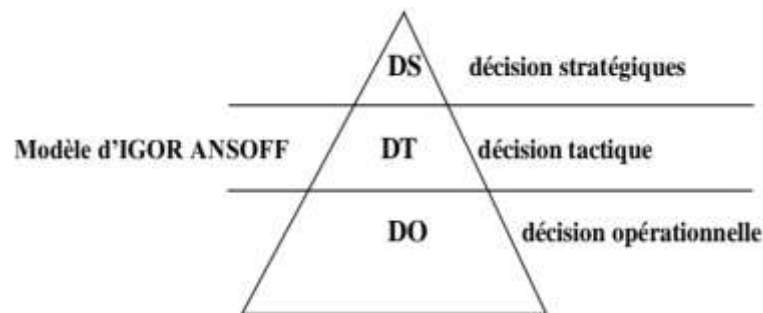 DS décision stratégiques
Modèle d'IGOR ANSOFF DT décision tactique
DO décision opérationnelle